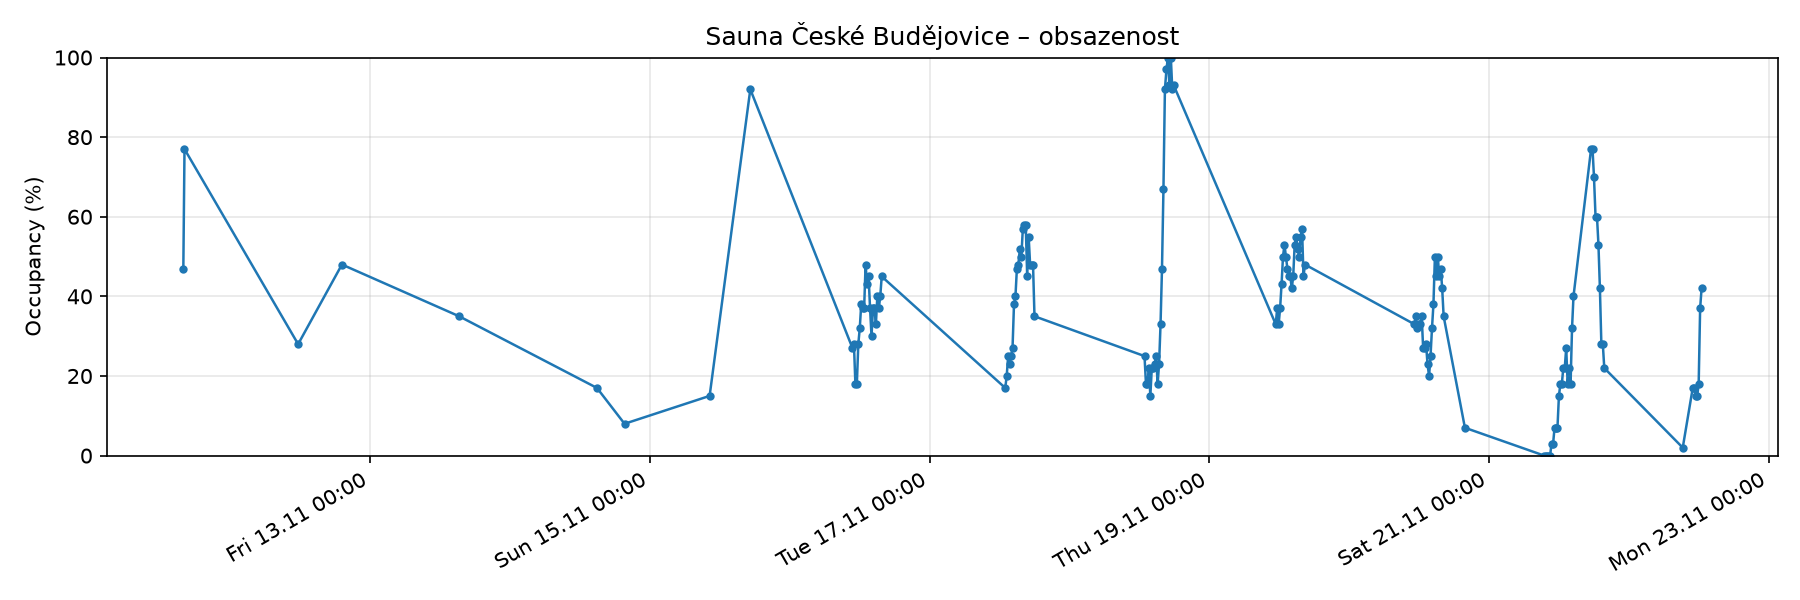 Sauna České Budějovice – obsazenost
Occupancy (%)
100
80
60
40
20
0
Fri 13.11 00:00
Sun 15.11 00:00
Tue 17.11 00:00
Thu 19.11 00:00
Sat 21.11 00:00
Mon 23.11 00:00